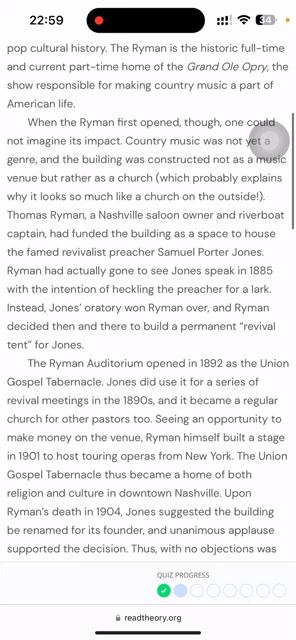 22:59
34
pop cultural history. The Ryman is the historic full-time
and current part-time home of the Grand Ole Opry, the
show responsible for making country music a part of
American life.
When the Ryman first opened, though, one could
not imagine its impact. Country music was not yet a
genre, and the building was constructed not as a music
venue but rather as a church (which probably explains
why it looks so much like a church on the outside!).
Thomas Ryman, a Nashville saloon owner and riverboat
captain, had funded the building as a space to house
the famed revivalist preacher Samuel Porter Jones.
Ryman had actually gone to see Jones speak in 1885
with the intention of heckling the preacher for a lark.
Instead, Jones’ oratory won Ryman over, and Ryman
decided then and there to build a permanent “revival
tent” for Jones.
The Ryman Auditorium opened in 1892 as the Union
Gospel Tabernacle. Jones did use it for a series of
revival meetings in the 1890s, and it became a regular
church for other pastors too. Seeing an opportunity to
make money on the venue, Ryman himself built a stage
in 1901 to host touring operas from New York. The Union
Gospel Tabernacle thus became a home of both
religion and culture in downtown Nashville. Upon
Ryman’s death in 1904, Jones suggested the building
be renamed for its founder, and unanimous applause
supported the decision. Thus, with no objections was
QUIZ PROGRESS
readtheory.org